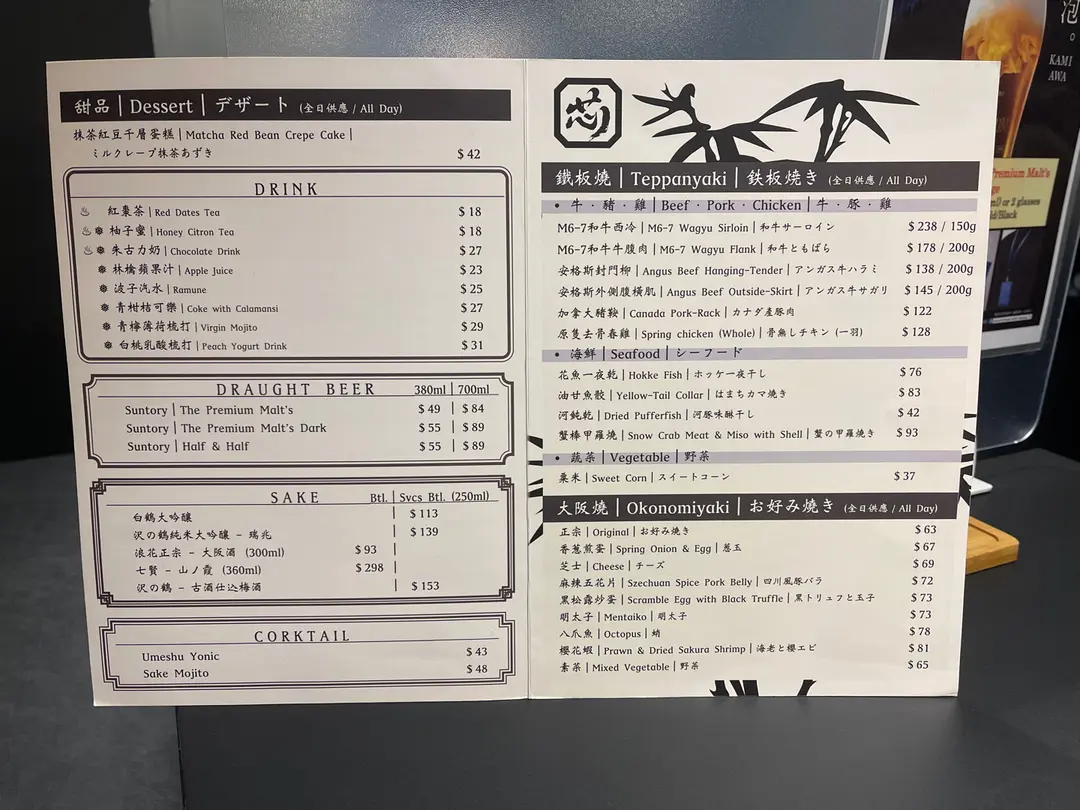 甜品 | Dessert | デザート (全日供應 / All Day)
抹茶紅豆千層蛋糕 | Matcha Red Bean Crepe Cake |
ミルクレープ抹茶あずき $ 42
DRINK
紅棗茶 | Red Dates Tea $ 18
柚子蜜 | Honey Citron Tea $ 18
朱古力奶 | Chocolate Drink $ 27
林檎蘋果汁 | Apple Juice $ 23
波子汽水 | Ramune $ 25
青柑桔可樂 | Coke with Calamansi $ 27
青梅薄荷梳打 | Virgin Mojito $ 29
白桃乳酸梳打 | Peach Yogurt Drink $ 31
DRAUGHT BEER 380ml | 700ml
Suntory | The Premium Malt's $ 49 | $ 84
Suntory | The Premium Malt's Dark $ 55 | $ 89
Suntory | Half & Half $ 55 | $ 89
SAKE Btl. | Svcs Btl. (250ml)
白鶴大吟釀 | $ 113
沢の鶴純米大吟釀 - 瑞兆 | $ 139
浪花正宗 - 大阪酒 (300ml) $ 93 |
七賢 - 山ノ霞 (360ml) $ 298 |
沢の鶴 - 古酒仕込梅酒 | $ 153
CORKTAIL
Umeshu Yonic $ 43
Sake Mojito $ 48
芯
鐵板燒 | Teppanyaki | 鉄板焼き (全日供應 / All Day)
• 牛 · 豬 · 雞 | Beef · Pork · Chicken | 牛 · 豚 · 雞
M6-7和牛西冷 | M6-7 Wagyu Sirloin | 和牛サーロイン $ 238 / 150g
M6-7和牛牛腹肉 | M6-7 Wagyu Flank | 和牛ともばら $ 178 / 200g
安格斯封門柳 | Angus Beef Hanging-Tender | アンガス牛ハラミ $ 138 / 200g
安格斯外側腹橫肌 | Angus Beef Outside-Skirt | アンガス牛サガリ $ 145 / 200g
加拿大豬鞍 | Canada Pork-Rack | カナダ産豚肉 $ 122
原隻去骨春雞 | Spring chicken (Whole) | 骨無しチキン (一羽) $ 128
• 海鮮 | Seafood | シーフード
花魚一夜乾 | Hokke Fish | ホッケ一夜干し $ 76
油甘魚鮫 | Yellow-Tail Collar | はまちカマ焼き $ 83
河魨乾 | Dried Pufferfish | 河豚味醂干し $ 42
蟹棒甲羅燒 | Snow Crab Meat & Miso with Shell | 蟹の甲羅焼き $ 93
• 蔬菜 | Vegetable | 野菜
粟米 | Sweet Corn | スイートコーン $ 37
大阪燒 | Okonomiyaki | お好み焼き (全日供應 / All Day)
正宗 | Original | お好み焼き $ 63
香葱煎蛋 | Spring Onion & Egg | 葱玉 $ 67
芝士 | Cheese | チーズ $ 69
麻辣五花片 | Szechuan Spice Pork Belly | 四川風豚バラ $ 72
黑松露炒蛋 | Scramble Egg with Black Truffle | 黒トリュフと玉子 $ 73
明太子 | Mentaiko | 明太子 $ 73
八爪魚 | Octopus | 蛸 $ 78
櫻花蝦 | Prawn & Dried Sakura Shrimp | 海老と櫻エビ $ 81
素菜 | Mixed Vegetable | 野菜 $ 65
泡
KAMI
AWA
Premium Malt's
or 2 glasses